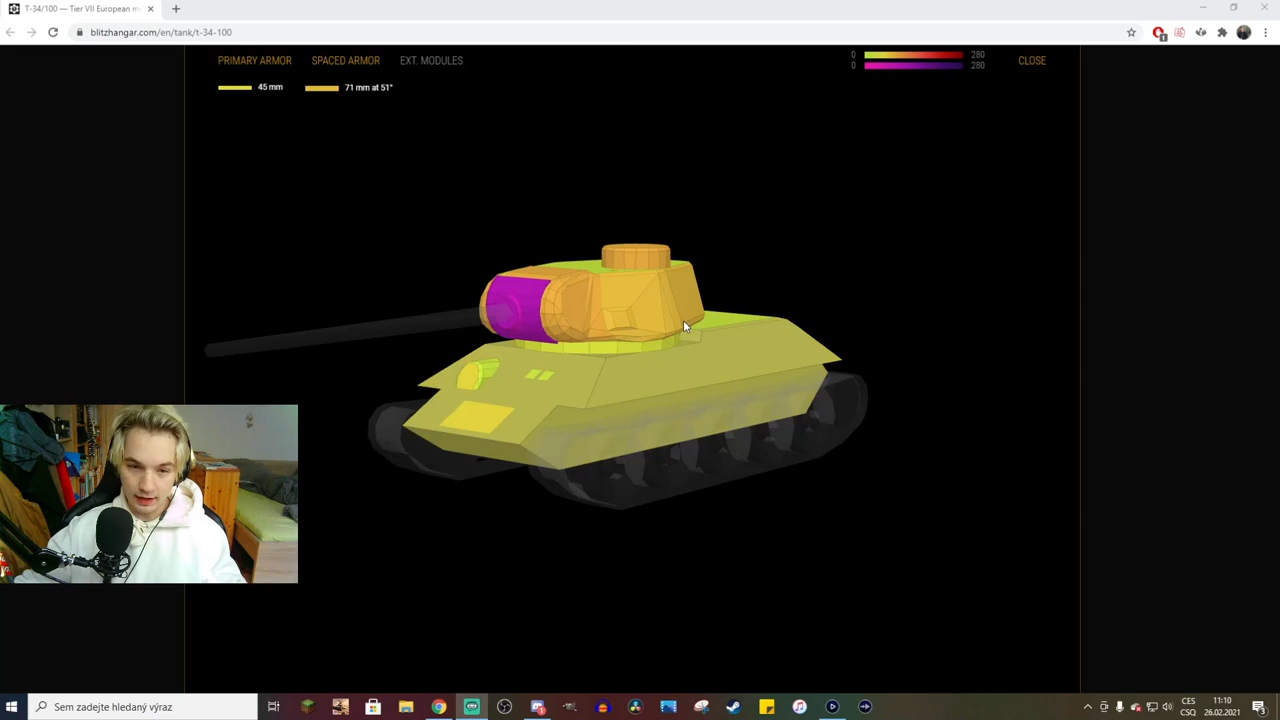 T-34/100 — Tier VII European m
blitzhangar.com/en/tank/t-34-100
PRIMARY ARMOR SPACED ARMOR EXT. MODULES
0 280
0 280
CLOSE
45 mm 71 mm at 51°
Sem zadejte hledaný výraz
CES 11:10
CSQ 26.02.2021